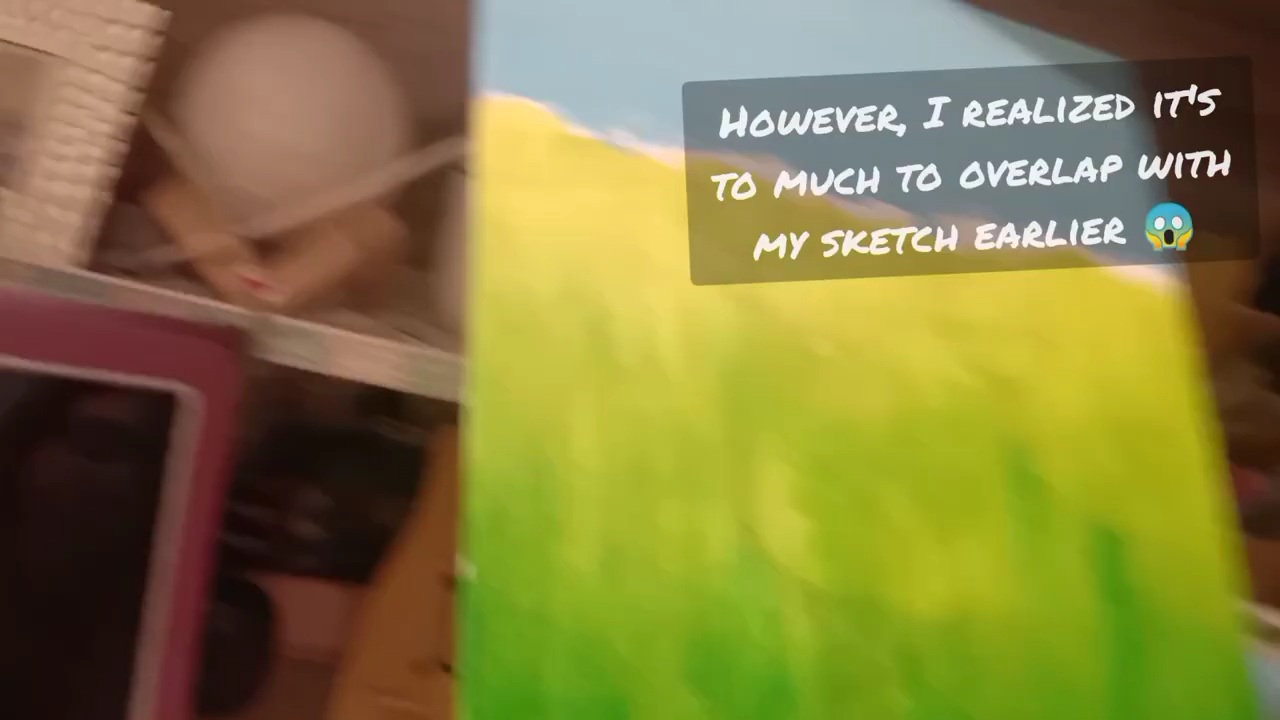 However, I realized it's
to much to overlap with
my sketch earlier 😱